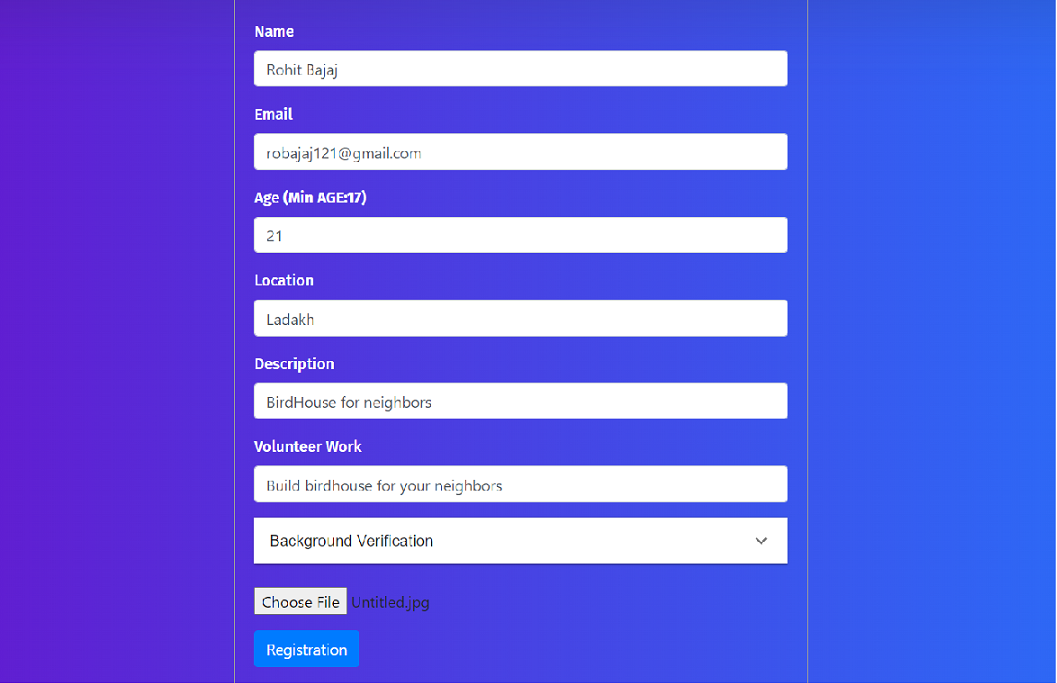 Name
Rohit Bajaj
Email
robajaj121@gmail.com
Age (Min AGE:17)
21
Location
Ladakh
Description
BirdHouse for neighbors
Volunteer Work
Build birdhouse for your neighbors
Background Verification
Choose File Untitled.jpg
Registration